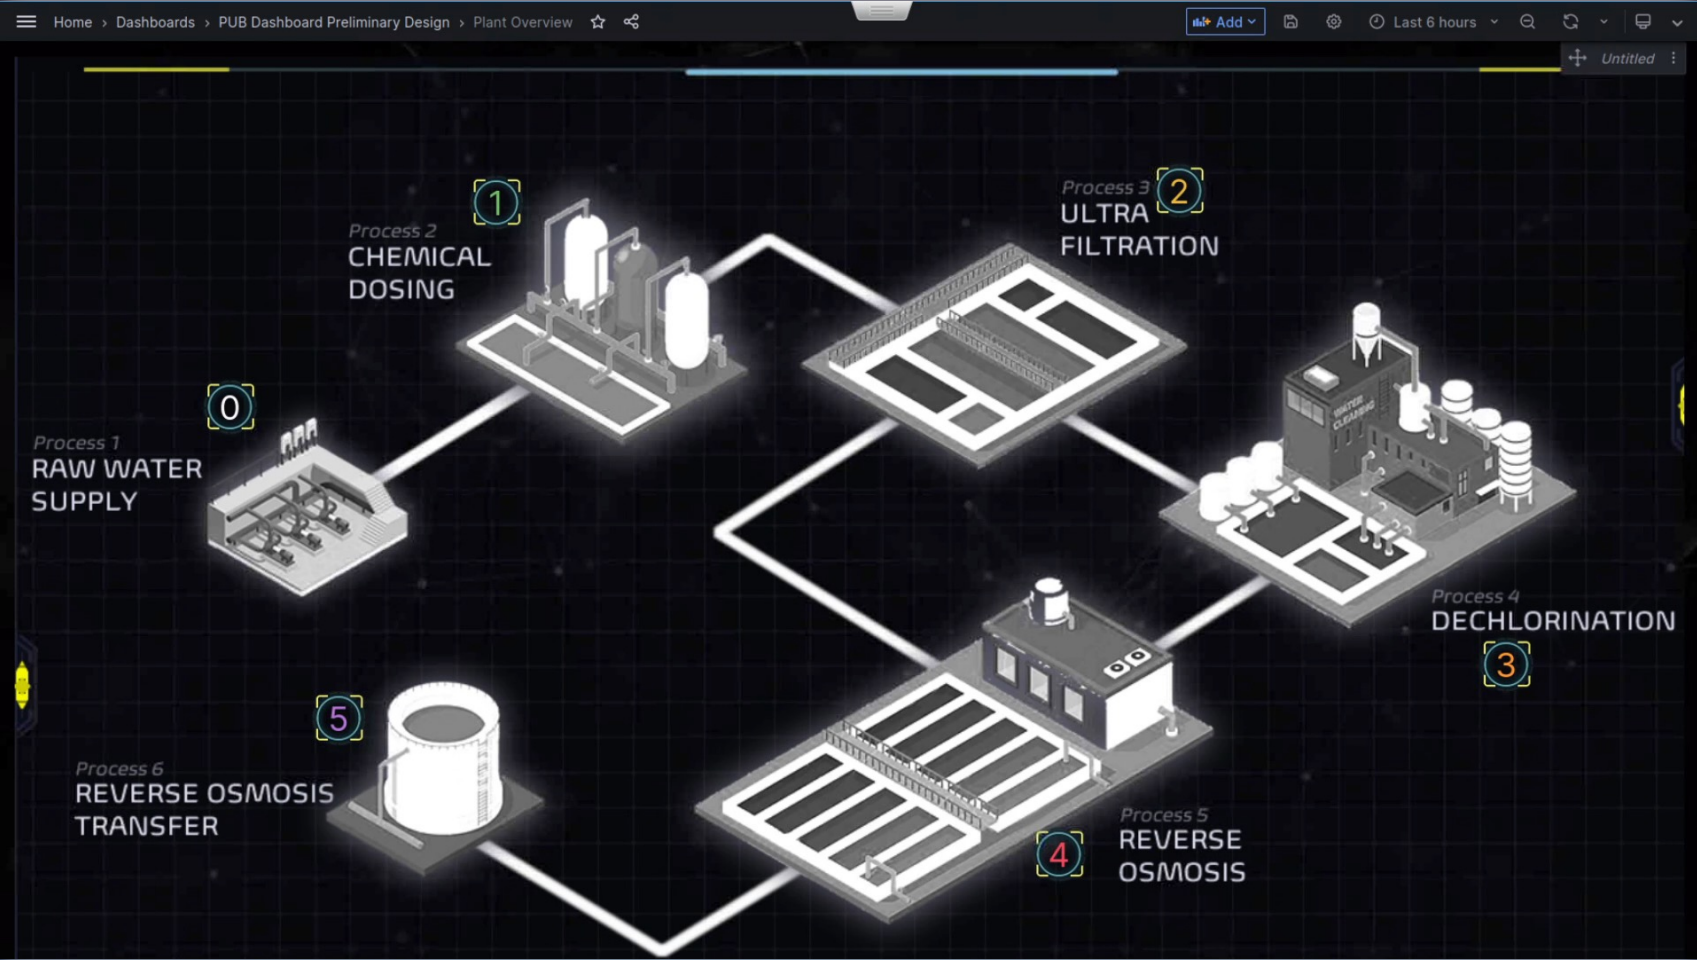 Home › Dashboards › PUB Dashboard Preliminary Design › Plant Overview
Add
Last 6 hours
Untitled
Process 3
2
ULTRA
FILTRATION
1
Process 2
CHEMICAL
DOSING
0
Process 1
RAW WATER
SUPPLY
WATER
CLEANING
Process 4
DECHLORINATION
3
5
Process 6
REVERSE OSMOSIS
TRANSFER
Process 5
REVERSE
OSMOSIS
4